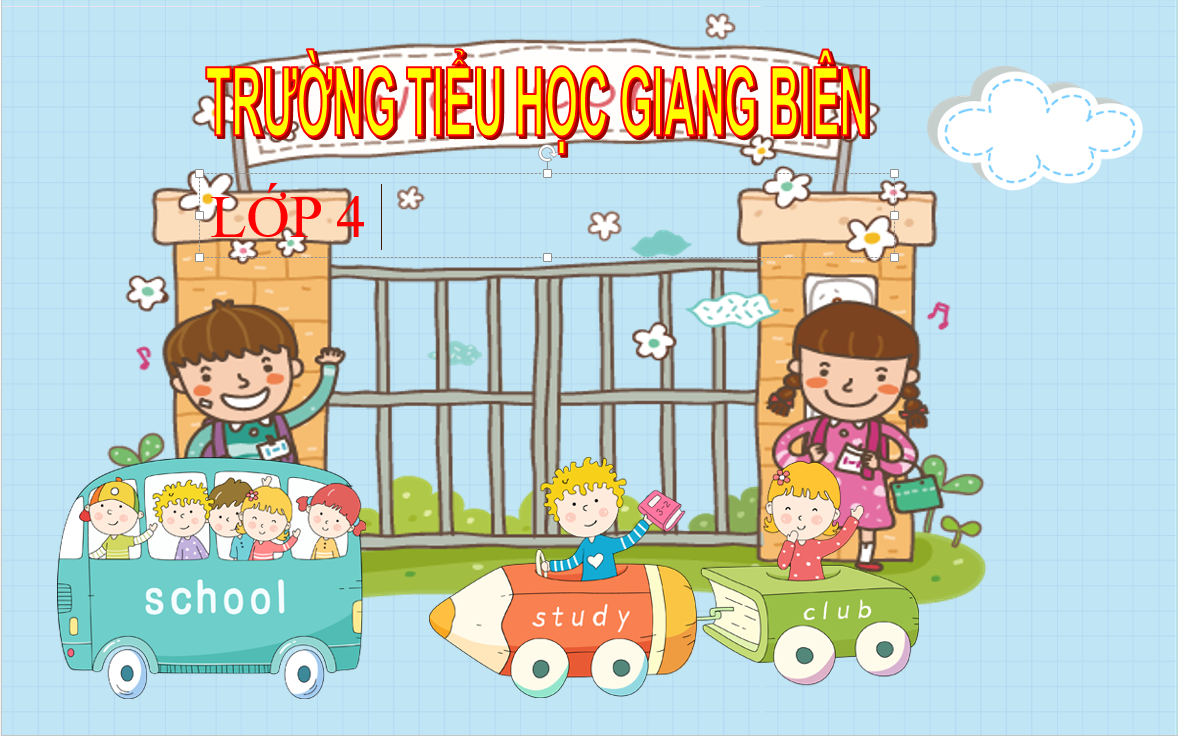 TRƯỜNG TIỂU HỌC GIANG BIÊN
LỚP 4
school
study
club